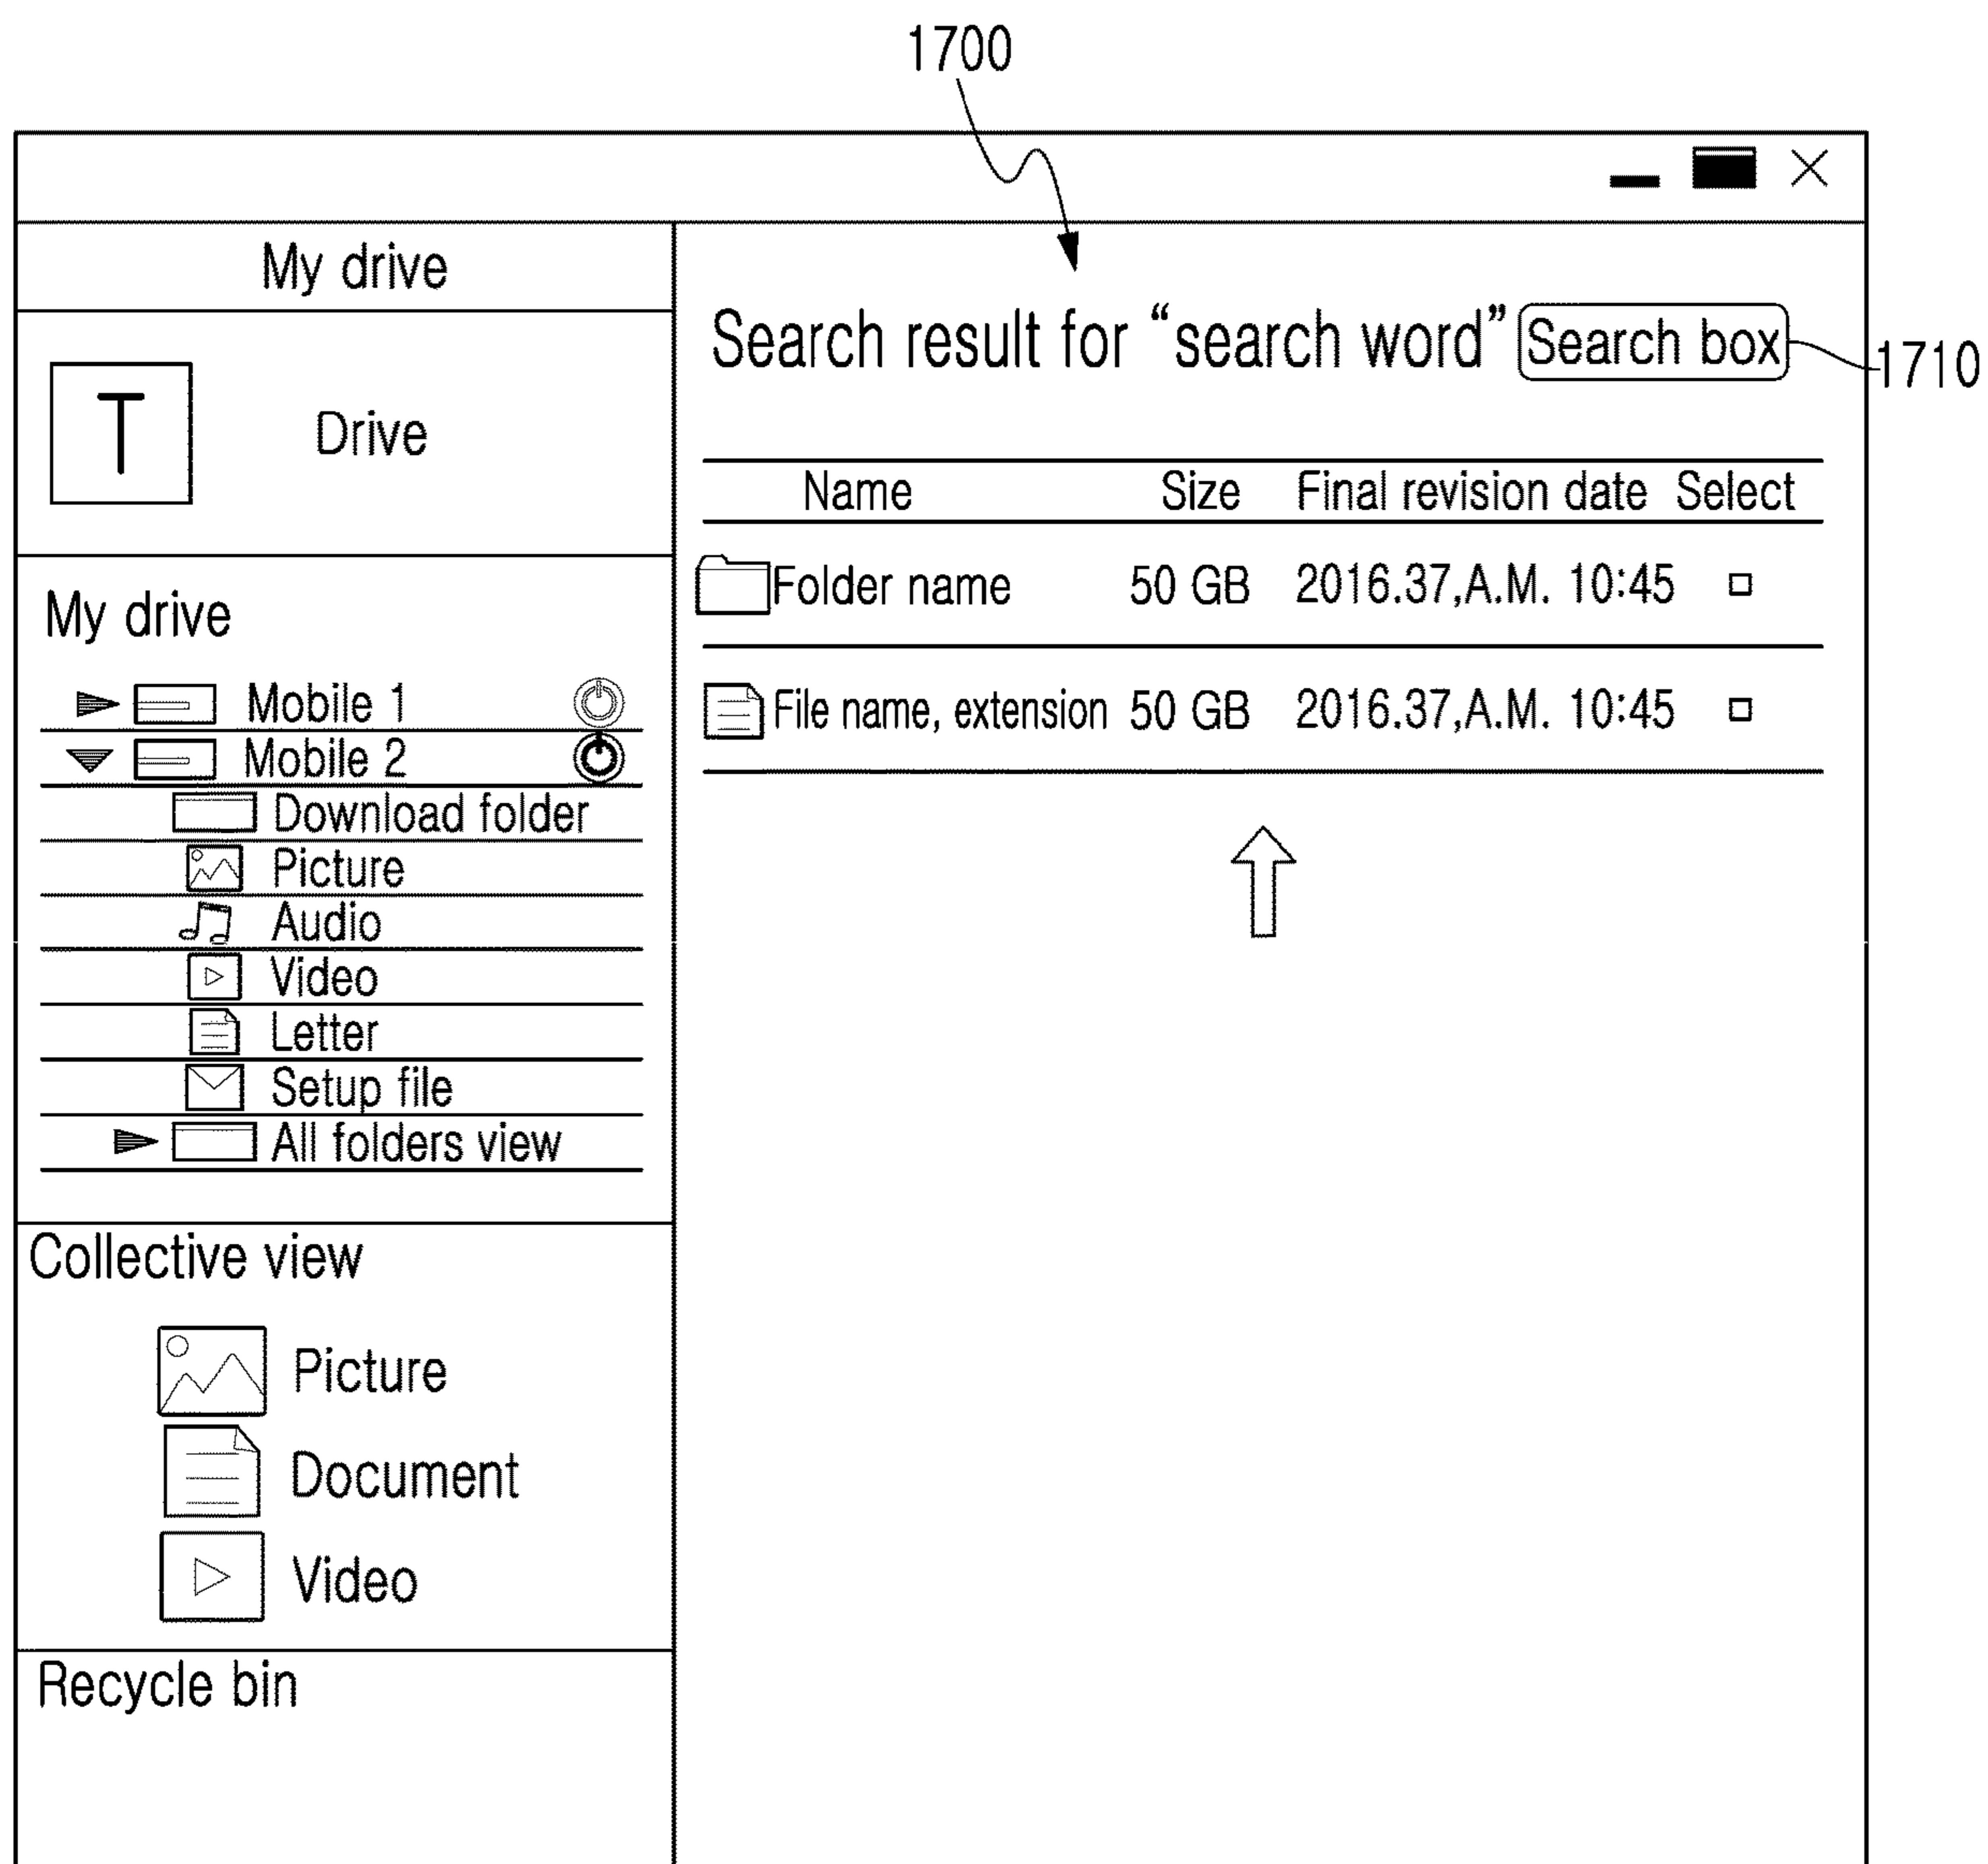 1700
My drive
T Drive
My drive
Mobile 1
Mobile 2
Download folder
Picture
Audio
Video
Letter
Setup file
All folders view
Collective view
Picture
Document
Video
Recycle bin
Search result for “search word” Search box 1710
Name Size Final revision date Select
Folder name 50 GB 2016.37,A.M. 10:45
File name, extension 50 GB 2016.37,A.M. 10:45